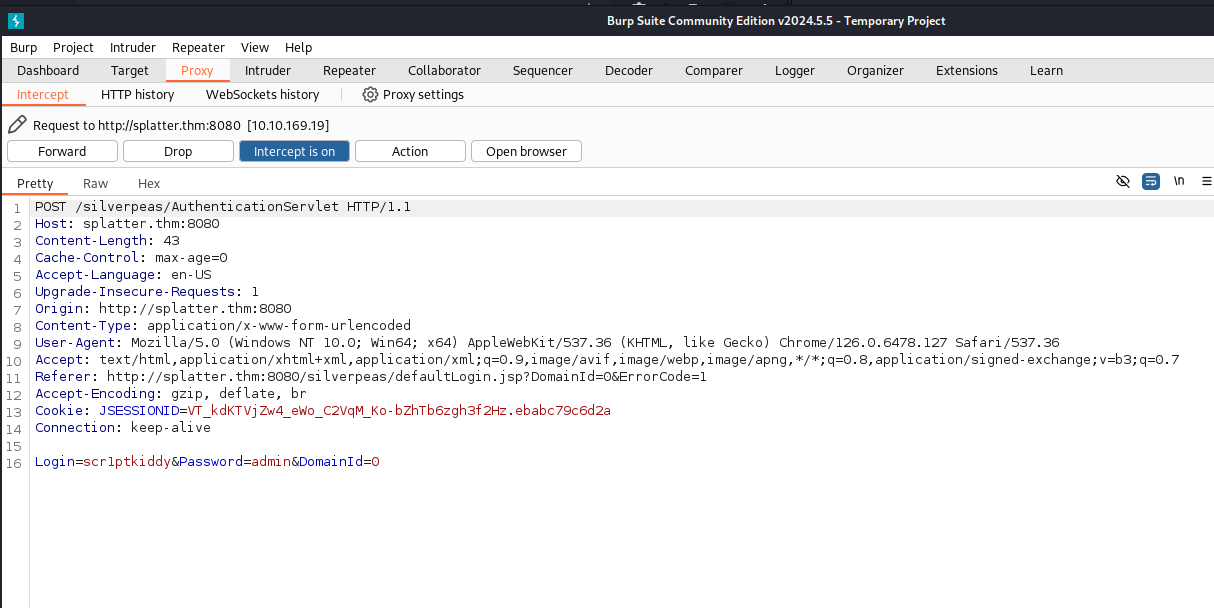 Burp Suite Community Edition v2024.5.5 - Temporary Project
Burp Project Intruder Repeater View Help
Dashboard Target Proxy Intruder Repeater Collaborator Sequencer Decoder Comparer Logger Organizer Extensions Learn
Intercept HTTP history WebSockets history Proxy settings
Request to http://splatter.thm:8080 [10.10.169.19]
Forward Drop Intercept is on Action Open browser
Pretty Raw Hex \n
1 POST /silverpeas/AuthenticationServlet HTTP/1.1
2 Host: splatter.thm:8080
3 Content-Length: 43
4 Cache-Control: max-age=0
5 Accept-Language: en-US
6 Upgrade-Insecure-Requests: 1
7 Origin: http://splatter.thm:8080
8 Content-Type: application/x-www-form-urlencoded
9 User-Agent: Mozilla/5.0 (Windows NT 10.0; Win64; x64) AppleWebKit/537.36 (KHTML, like Gecko) Chrome/126.0.6478.127 Safari/537.36
10 Accept: text/html,application/xhtml+xml,application/xml;q=0.9,image/avif,image/webp,image/apng,*/*;q=0.8,application/signed-exchange;v=b3;q=0.7
11 Referer: http://splatter.thm:8080/silverpeas/defaultLogin.jsp?DomainId=0&ErrorCode=1
12 Accept-Encoding: gzip, deflate, br
13 Cookie: JSESSIONID=VT_kdKTVjZw4_eWo_C2VqM_Ko-bZhTb6zgh3f2Hz.ebabc79c6d2a
14 Connection: keep-alive
15
16 Login=scr1ptkiddy&Password=admin&DomainId=0